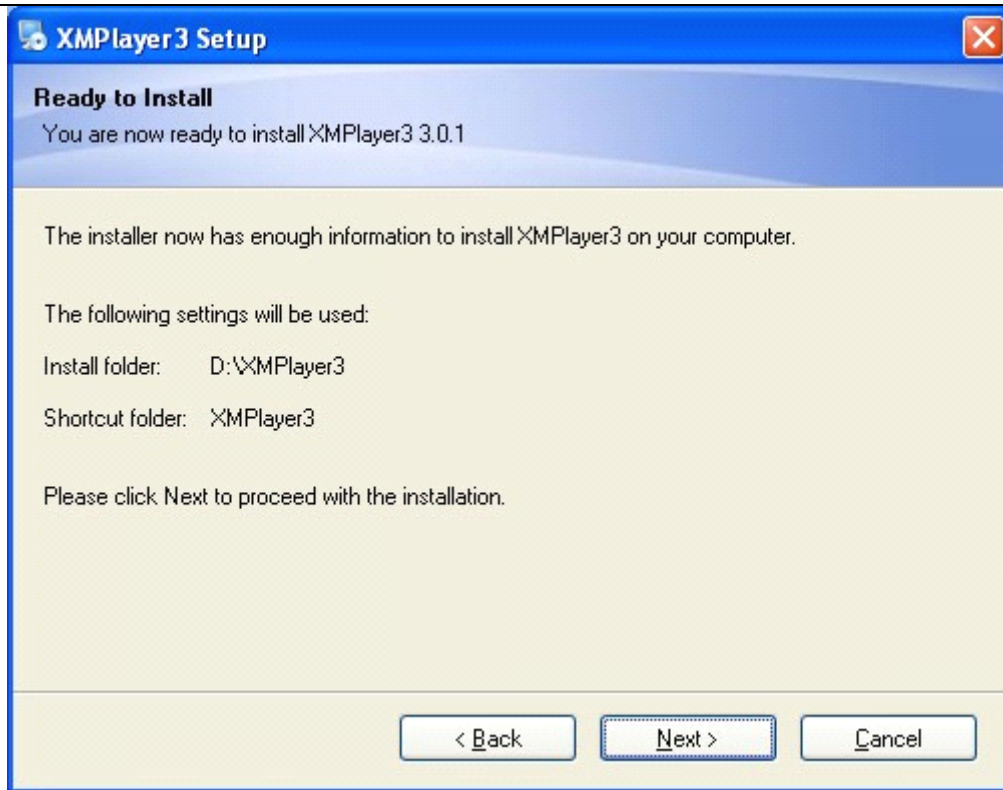 XMPlayer3 Setup
Ready to Install
You are now ready to install XMPlayer3 3.0.1
The installer now has enough information to install XMPlayer3 on your computer.
The following settings will be used:
Install folder: D:\XMPlayer3
Shortcut folder: XMPlayer3
Please click Next to proceed with the installation.
< Back Next > Cancel